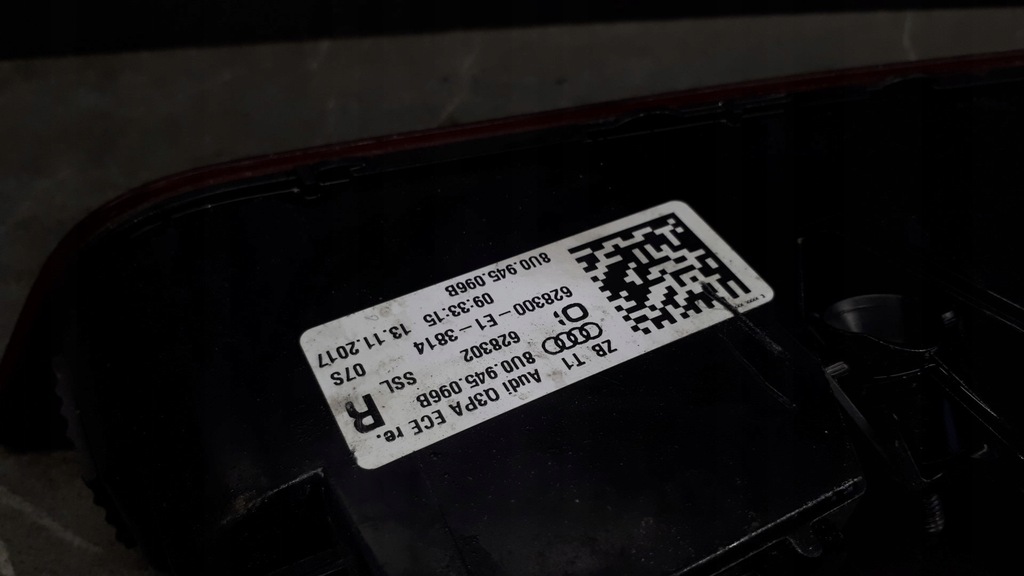 ZB T1 Audi Q3PA ECE re.
8U0.945.096B R
628302 SSL
628300-E1-3814
09:33:15 13.11.2017 07S
8U0.945.096B